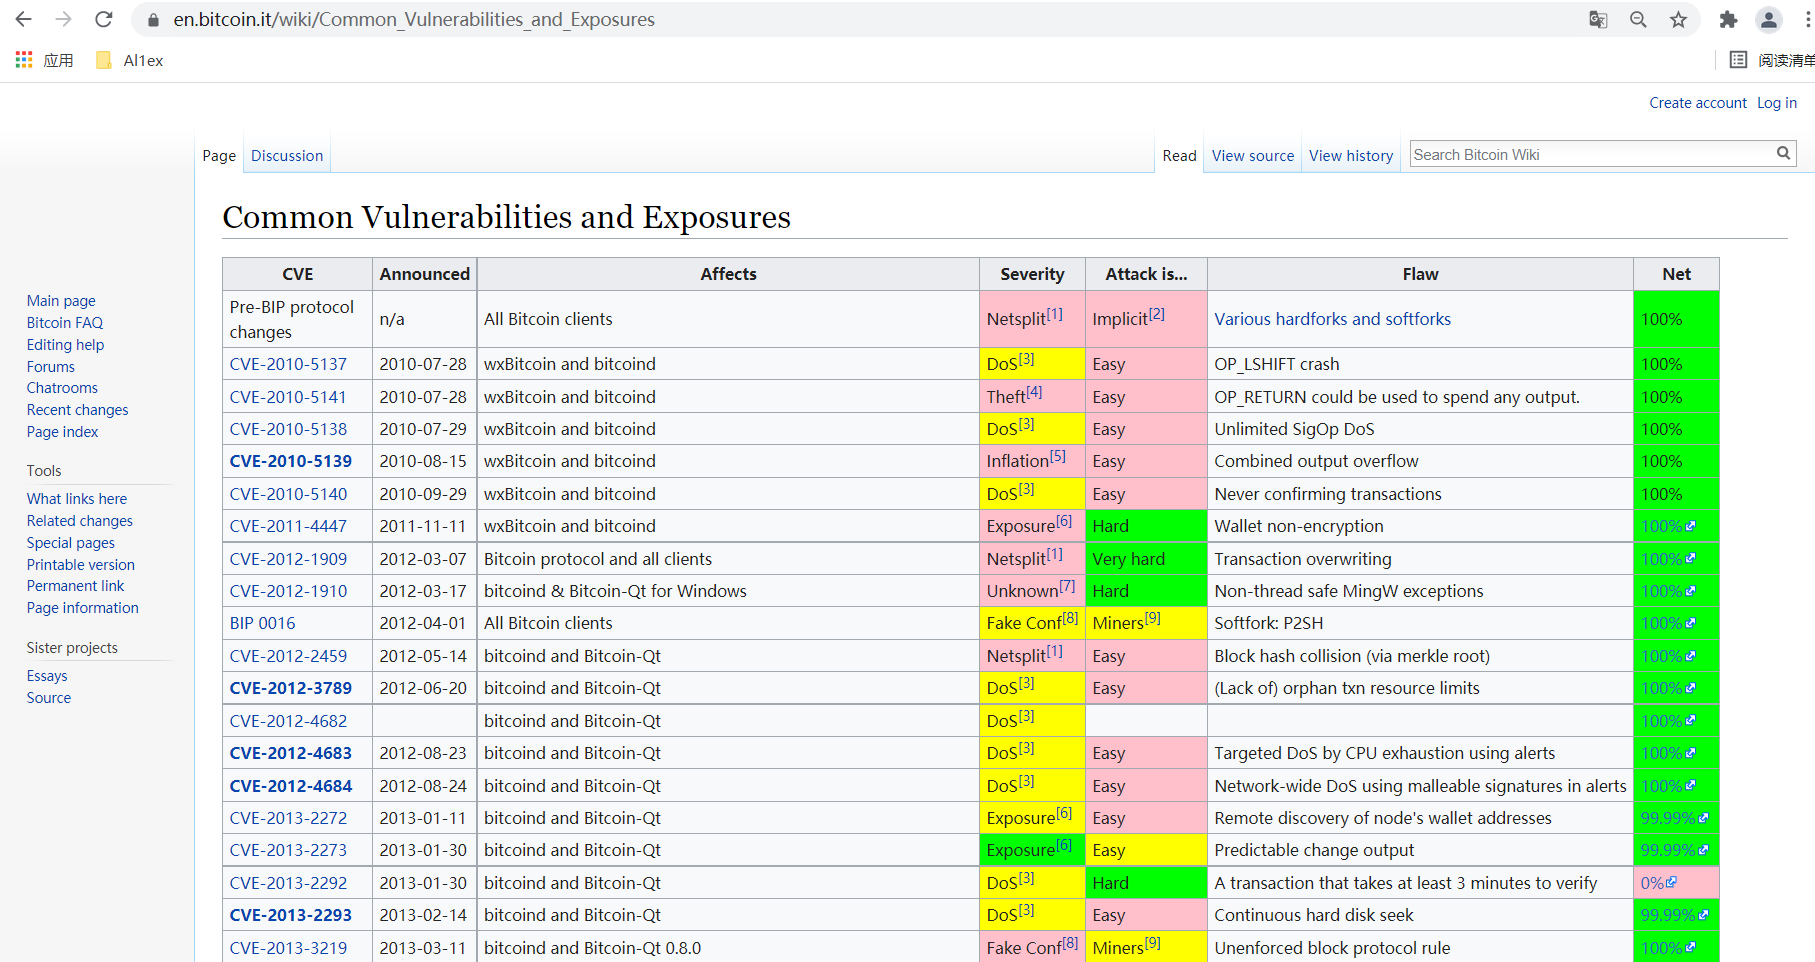 en.bitcoin.it/wiki/Common_Vulnerabilities_and_Exposures
应用 Al1ex 阅读清单
Create account Log in
Page Discussion Read View source View history Search Bitcoin Wiki
Common Vulnerabilities and Exposures
Main page
Bitcoin FAQ
Editing help
Forums
Chatrooms
Recent changes
Page index
Tools
What links here
Related changes
Special pages
Printable version
Permanent link
Page information
Sister projects
Essays
Source
CVE Announced Affects Severity Attack is... Flaw Net
Pre-BIP protocol
changes n/a All Bitcoin clients Netsplit[1] Implicit[2] Various hardforks and softforks 100%
CVE-2010-5137 2010-07-28 wxBitcoin and bitcoind DoS[3] Easy OP_LSHIFT crash 100%
CVE-2010-5141 2010-07-28 wxBitcoin and bitcoind Theft[4] Easy OP_RETURN could be used to spend any output. 100%
CVE-2010-5138 2010-07-29 wxBitcoin and bitcoind DoS[3] Easy Unlimited SigOp DoS 100%
CVE-2010-5139 2010-08-15 wxBitcoin and bitcoind Inflation[5] Easy Combined output overflow 100%
CVE-2010-5140 2010-09-29 wxBitcoin and bitcoind DoS[3] Easy Never confirming transactions 100%
CVE-2011-4447 2011-11-11 wxBitcoin and bitcoind Exposure[6] Hard Wallet non-encryption 100%
CVE-2012-1909 2012-03-07 Bitcoin protocol and all clients Netsplit[1] Very hard Transaction overwriting 100%
CVE-2012-1910 2012-03-17 bitcoind & Bitcoin-Qt for Windows Unknown[7] Hard Non-thread safe MingW exceptions 100%
BIP 0016 2012-04-01 All Bitcoin clients Fake Conf[8] Miners[9] Softfork: P2SH 100%
CVE-2012-2459 2012-05-14 bitcoind and Bitcoin-Qt Netsplit[1] Easy Block hash collision (via merkle root) 100%
CVE-2012-3789 2012-06-20 bitcoind and Bitcoin-Qt DoS[3] Easy (Lack of) orphan txn resource limits 100%
CVE-2012-4682 bitcoind and Bitcoin-Qt DoS[3] 100%
CVE-2012-4683 2012-08-23 bitcoind and Bitcoin-Qt DoS[3] Easy Targeted DoS by CPU exhaustion using alerts 100%
CVE-2012-4684 2012-08-24 bitcoind and Bitcoin-Qt DoS[3] Easy Network-wide DoS using malleable signatures in alerts 100%
CVE-2013-2272 2013-01-11 bitcoind and Bitcoin-Qt Exposure[6] Easy Remote discovery of node's wallet addresses 99.99%
CVE-2013-2273 2013-01-30 bitcoind and Bitcoin-Qt Exposure[6] Easy Predictable change output 99.99%
CVE-2013-2292 2013-01-30 bitcoind and Bitcoin-Qt DoS[3] Hard A transaction that takes at least 3 minutes to verify 0%
CVE-2013-2293 2013-02-14 bitcoind and Bitcoin-Qt DoS[3] Easy Continuous hard disk seek 99.99%
CVE-2013-3219 2013-03-11 bitcoind and Bitcoin-Qt 0.8.0 Fake Conf[8] Miners[9] Unenforced block protocol rule 100%